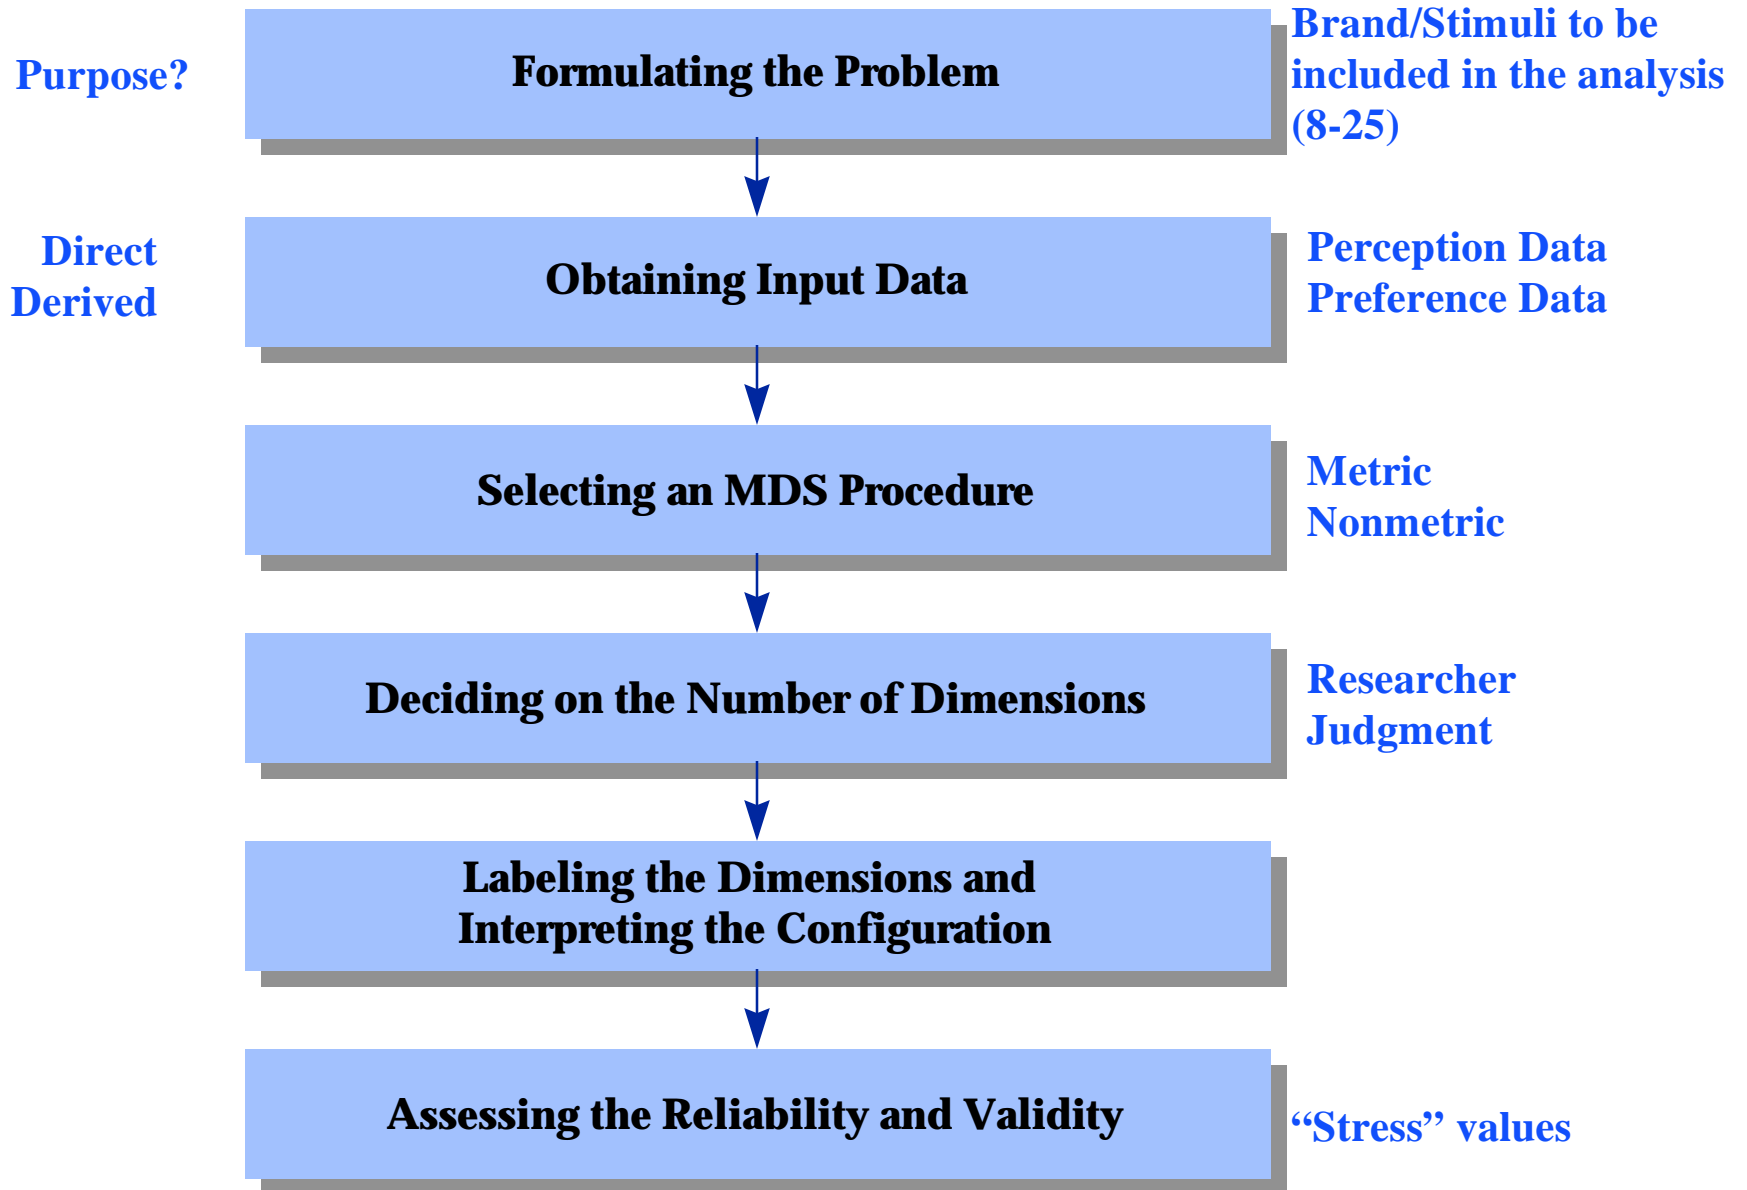 Purpose?
Formulating the Problem
Brand/Stimuli to be
included in the analysis
(8-25)
Direct
Derived
Obtaining Input Data
Perception Data
Preference Data
Selecting an MDS Procedure
Metric
Nonmetric
Deciding on the Number of Dimensions
Researcher
Judgment
Labeling the Dimensions and
Interpreting the Configuration
Assessing the Reliability and Validity
“Stress” values